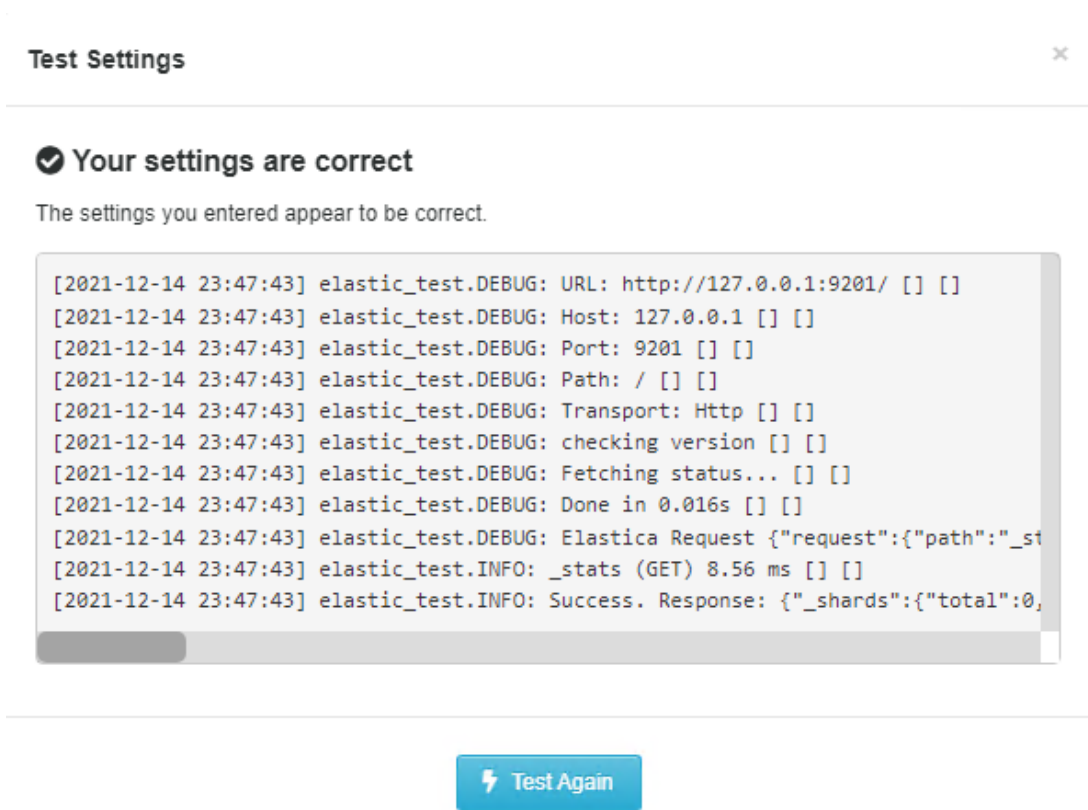 Test Settings
×
Your settings are correct
The settings you entered appear to be correct.
[2021-12-14 23:47:43] elastic_test.DEBUG: URL: http://127.0.0.1:9201/ [] []
[2021-12-14 23:47:43] elastic_test.DEBUG: Host: 127.0.0.1 [] []
[2021-12-14 23:47:43] elastic_test.DEBUG: Port: 9201 [] []
[2021-12-14 23:47:43] elastic_test.DEBUG: Path: / [] []
[2021-12-14 23:47:43] elastic_test.DEBUG: Transport: Http [] []
[2021-12-14 23:47:43] elastic_test.DEBUG: checking version [] []
[2021-12-14 23:47:43] elastic_test.DEBUG: Fetching status... [] []
[2021-12-14 23:47:43] elastic_test.DEBUG: Done in 0.016s [] []
[2021-12-14 23:47:43] elastic_test.DEBUG: Elastica Request {"request":{"path":"_st
[2021-12-14 23:47:43] elastic_test.INFO: _stats (GET) 8.56 ms [] []
[2021-12-14 23:47:43] elastic_test.INFO: Success. Response: {"_shards":{"total":0,
Test Again